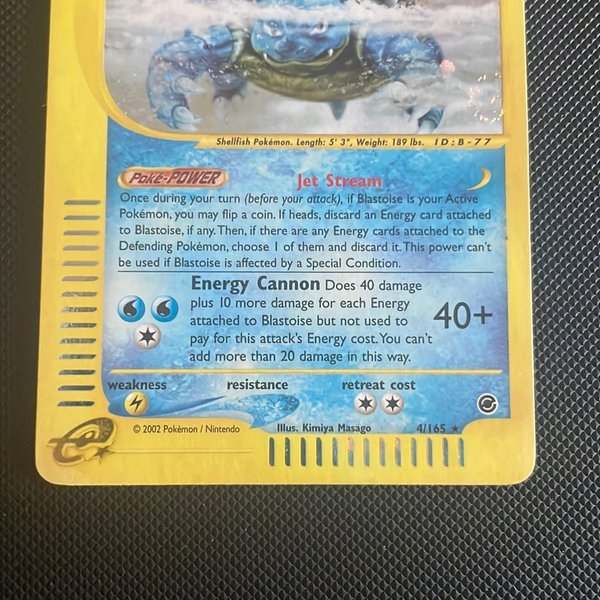 Shellfish Pokémon. Length: 5' 3", Weight: 189 lbs. ID:B-77
Poké-POWER Jet Stream
Once during your turn (before your attack), if Blastoise is your Active
Pokémon, you may flip a coin. If heads, discard an Energy card attached
to Blastoise, if any. Then, if there are any Energy cards attached to the
Defending Pokémon, choose 1 of them and discard it. This power can't
be used if Blastoise is affected by a Special Condition.
Energy Cannon Does 40 damage
plus 10 more damage for each Energy
attached to Blastoise but not used to
pay for this attack's Energy cost. You can't
add more than 20 damage in this way.
40+
weakness resistance retreat cost
© 2002 Pokémon / Nintendo Illus. Kimiya Masago 4/165 ★